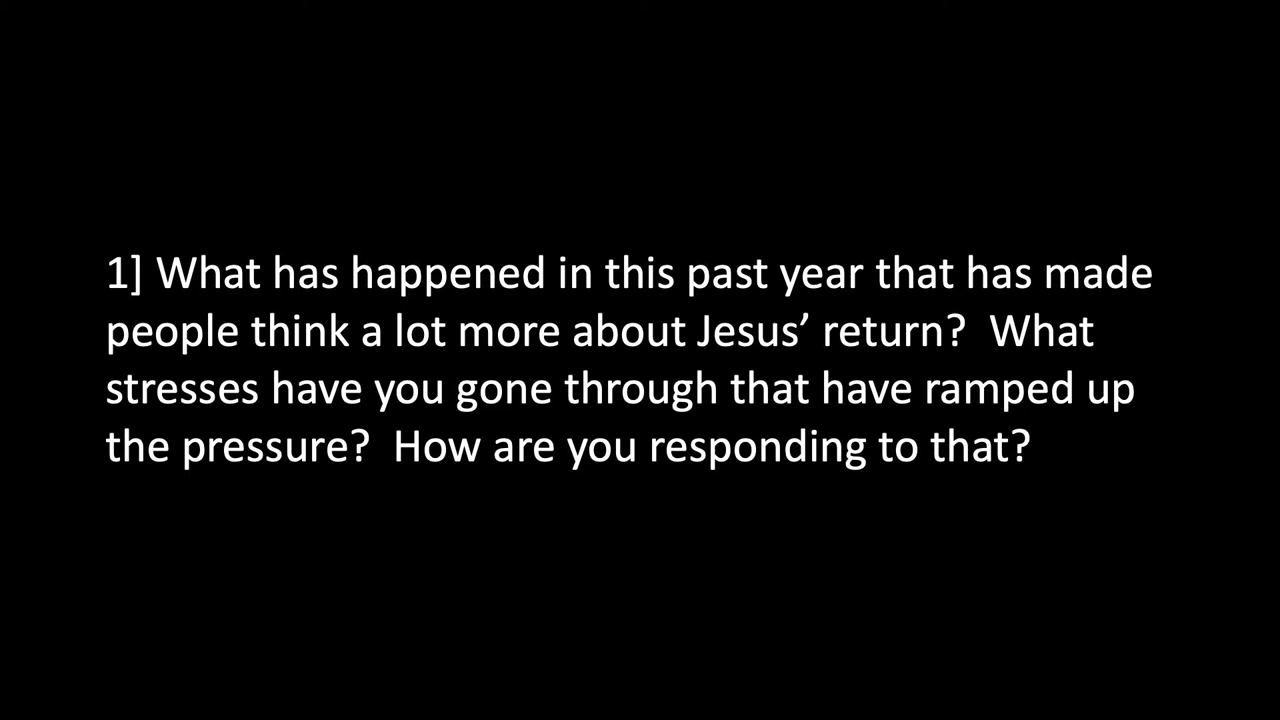 1] What has happened in this past year that has made
people think a lot more about Jesus’ return?  What
stresses have you gone through that have ramped up
the pressure?  How are you responding to that?